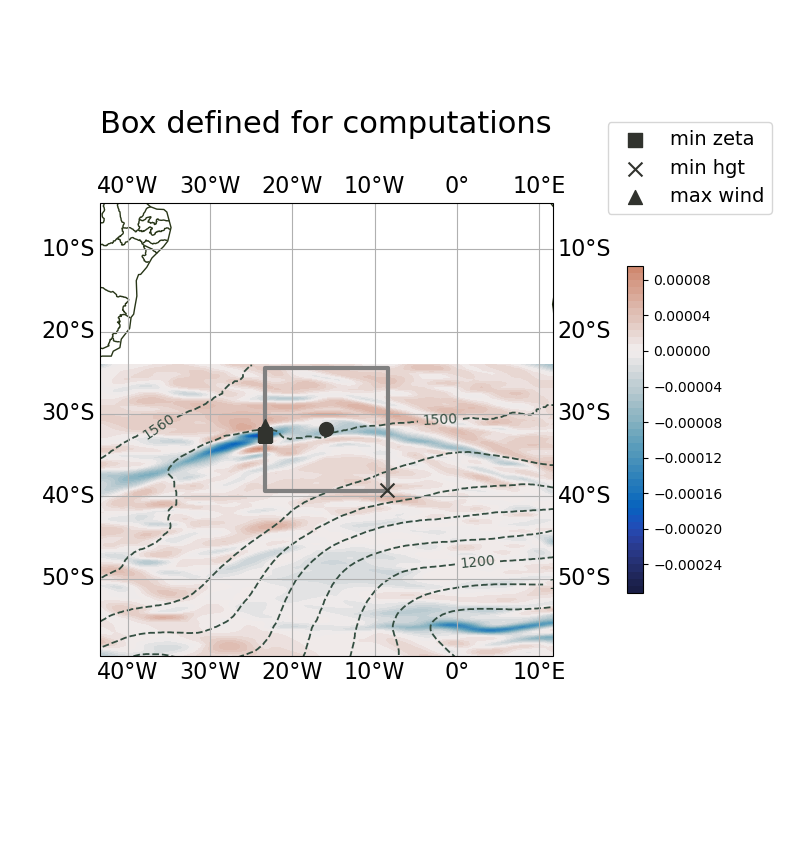 Box defined for computations
min zeta
min hgt
max wind
40°W 30°W 20°W 10°W 0° 10°E
10°S 10°S
20°S 20°S
30°S 30°S
40°S 40°S
50°S 50°S
1560
1500
1200
0.00008
0.00004
0.00000
−0.00004
−0.00008
−0.00012
−0.00016
−0.00020
−0.00024
40°W 30°W 20°W 10°W 0° 10°E